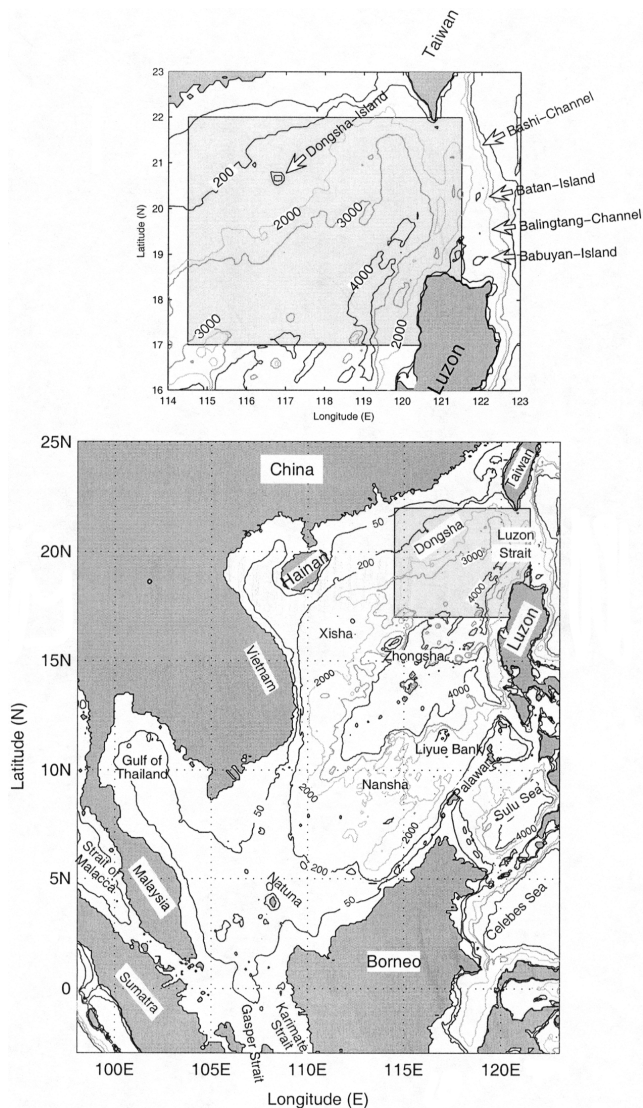 Taiwan
23
22
21
20
19
18
17
16
Latitude (N)
114
115
116
117
118
119
120
121
122
123
Longitude (E)
Dongsha-Island
Bashi-Channel
Batan-Island
Balingtang-Channel
Babuyan-Island
200
2000
3000
4000
3000
2000
Luzon
25N
20N
15N
10N
5N
0
Latitude (N)
100E
105E
110E
115E
120E
Longitude (E)
China
Taiwan
50
Dongsha
Luzon
Strait
200
3000
4000
Hainan
Luzon
Xisha
Zhongsha
Vietnam
2000
4000
Gulf of
Thailand
Liyue Bank
Nansha
Palawan
2000
Sulu Sea
50
2000
4000
200
Strait of
Malacca
Malaysia
Natuna
50
Celebes Sea
Borneo
Sumatra
Gasper Strait
Karimate
Strait